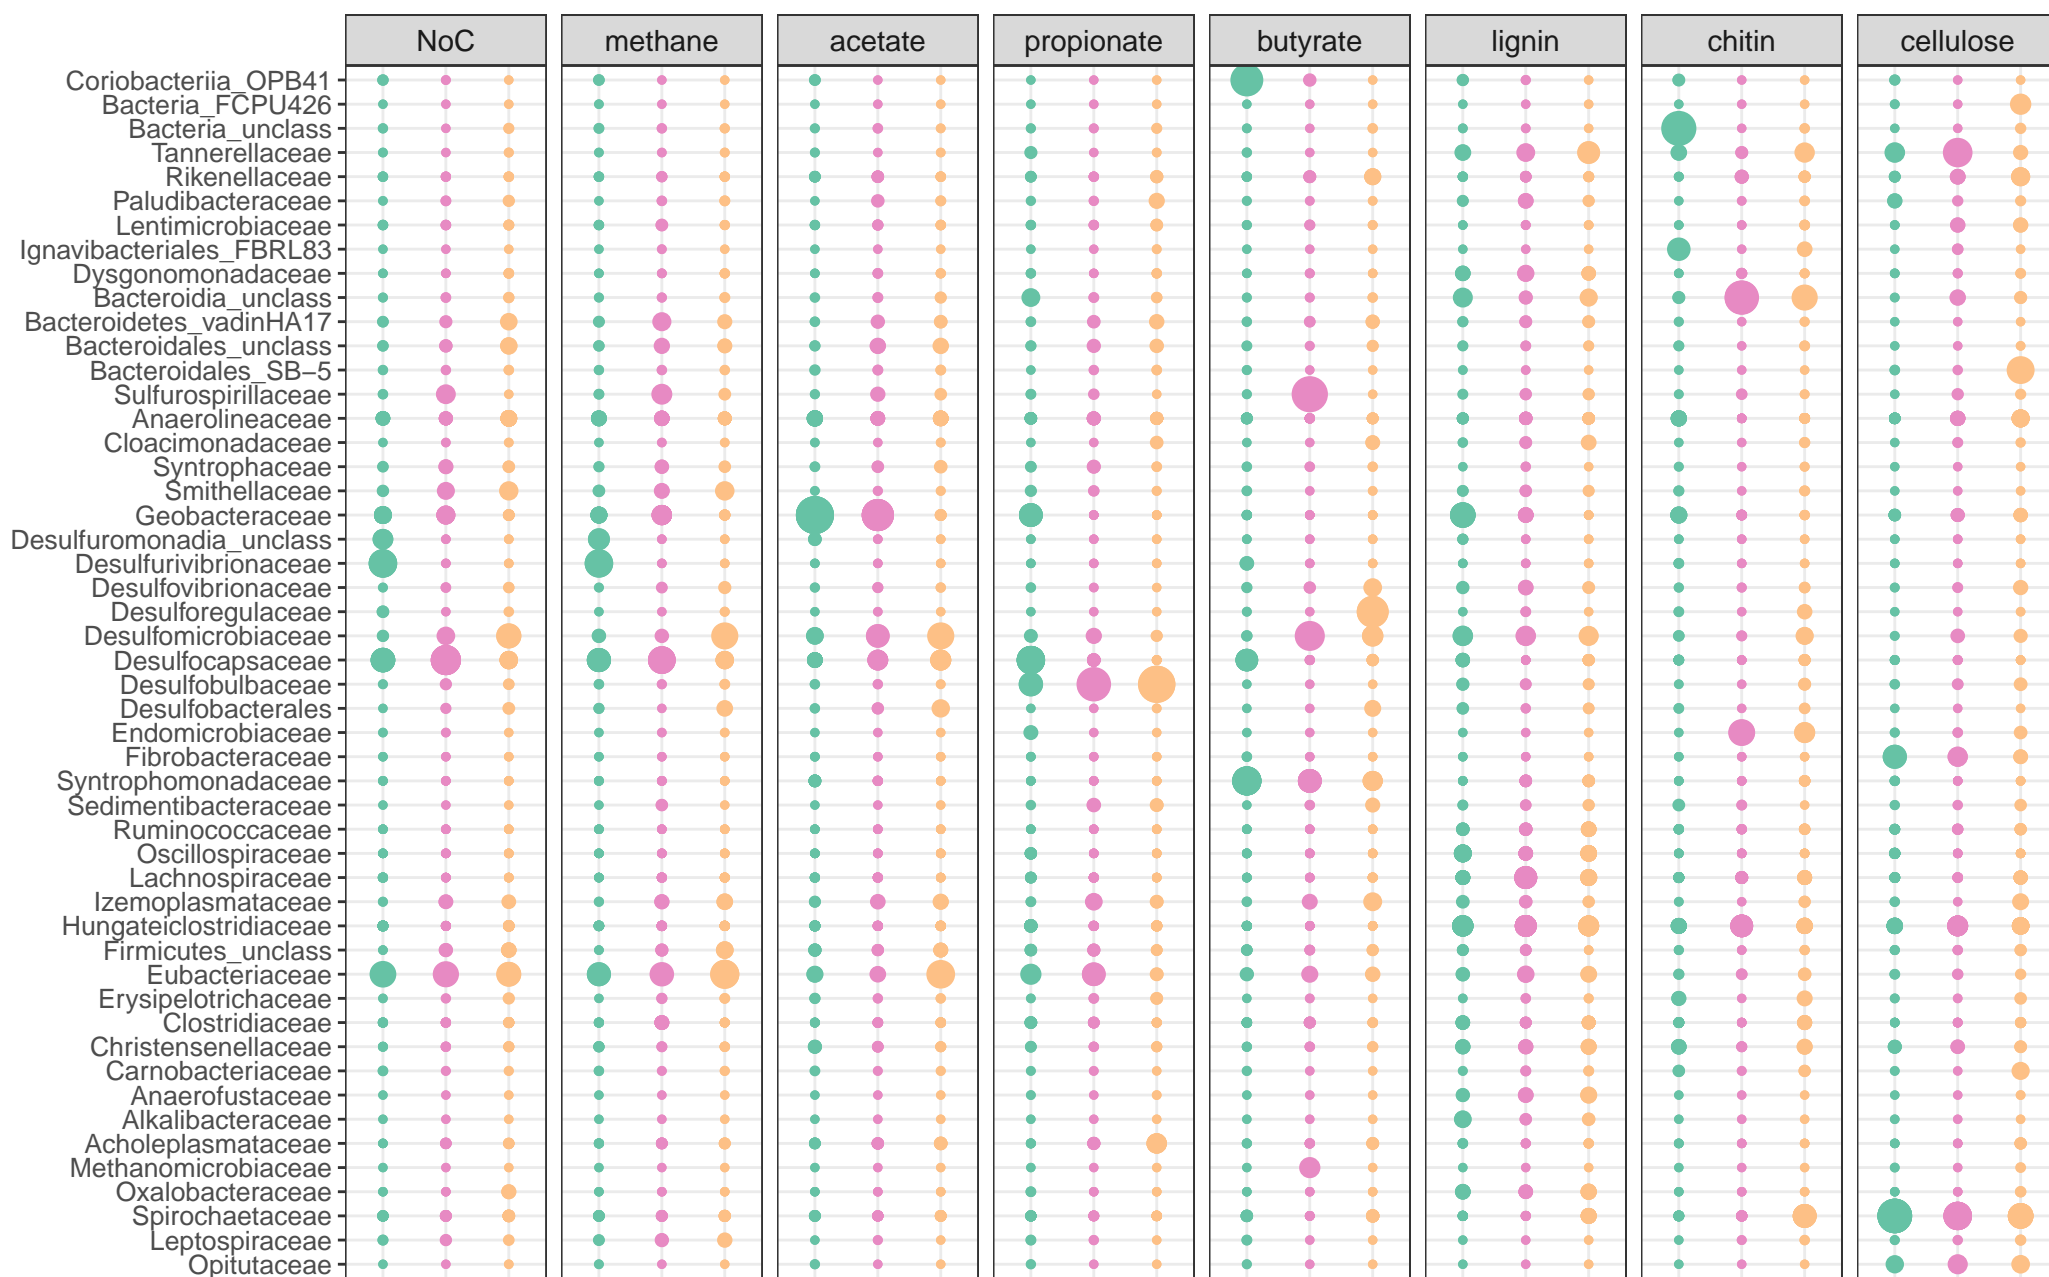 NoC methane acetate propionate butyrate lignin chitin cellulose
Coriobacteriia_OPB41
Bacteria_FCPU426
Bacteria_unclass
Tannerellaceae
Rikenellaceae
Paludibacteraceae
Lentimicrobiaceae
Ignavibacteriales_FBRL83
Dysgonomonadaceae
Bacteroidia_unclass
Bacteroidetes_vadinHA17
Bacteroidales_unclass
Bacteroidales_SB−5
Sulfurospirillaceae
Anaerolineaceae
Cloacimonadaceae
Syntrophaceae
Smithellaceae
Geobacteraceae
Desulfuromonadia_unclass
Desulfurivibrionaceae
Desulfovibrionaceae
Desulforegulaceae
Desulfomicrobiaceae
Desulfocapsaceae
Desulfobulbaceae
Desulfobacterales
Endomicrobiaceae
Fibrobacteraceae
Syntrophomonadaceae
Sedimentibacteraceae
Ruminococcaceae
Oscillospiraceae
Lachnospiraceae
Izemoplasmataceae
Hungateiclostridiaceae
Firmicutes_unclass
Eubacteriaceae
Erysipelotrichaceae
Clostridiaceae
Christensenellaceae
Carnobacteriaceae
Anaerofustaceae
Alkalibacteraceae
Acholeplasmataceae
Methanomicrobiaceae
Oxalobacteraceae
Spirochaetaceae
Leptospiraceae
Opitutaceae